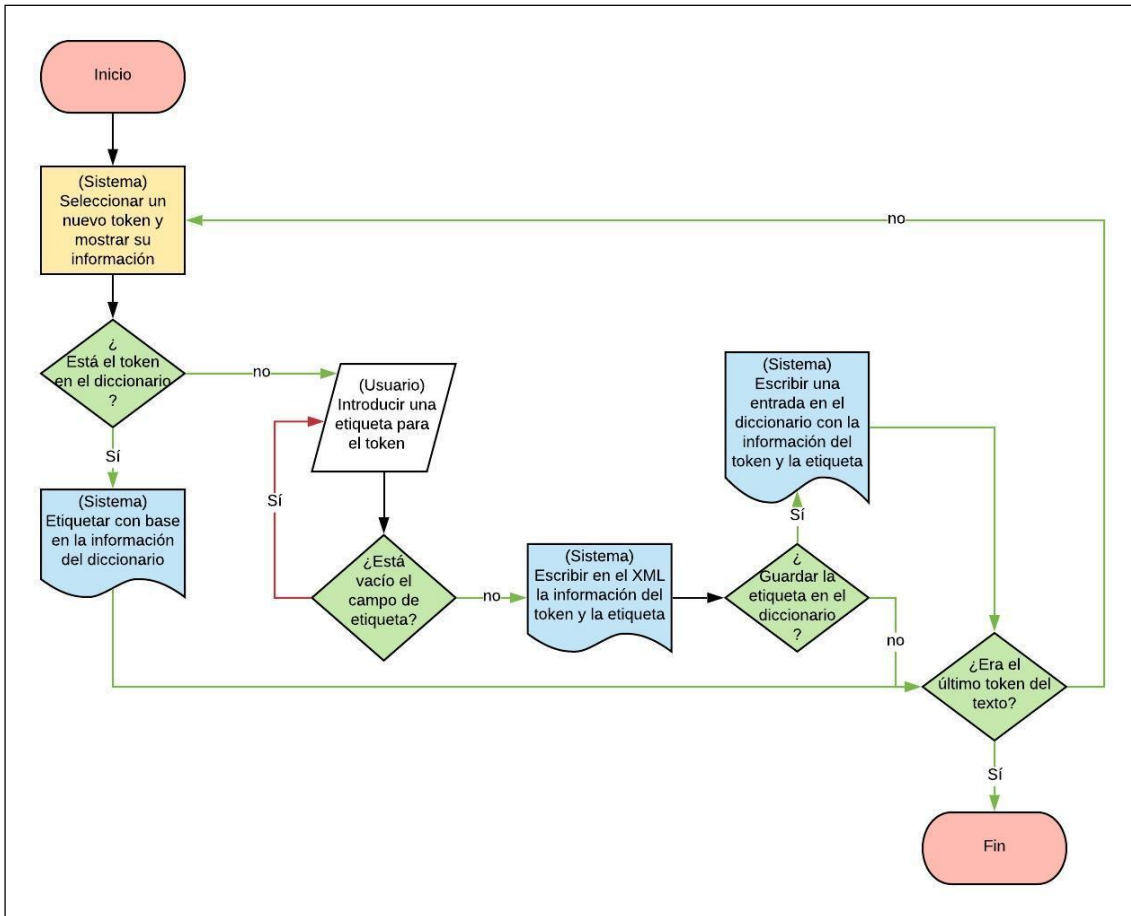 Inicio
(Sistema)
Seleccionar un
nuevo token y
mostrar su
información
no
¿
Está el token
en el diccionario
?
no
(Usuario)
Introducir una
etiqueta para
el token
(Sistema)
Escribir una
entrada en el
diccionario con la
información del
token y la etiqueta
Sí
(Sistema)
Etiquetar con base
en la información
del diccionario
Sí
¿Está
vacío el
campo de
etiqueta?
no
(Sistema)
Escribir en el XML
la información del
token y la etiqueta
Sí
¿
Guardar la
etiqueta en el
diccionario
?
no
¿Era el
último token del
texto?
Sí
Fin